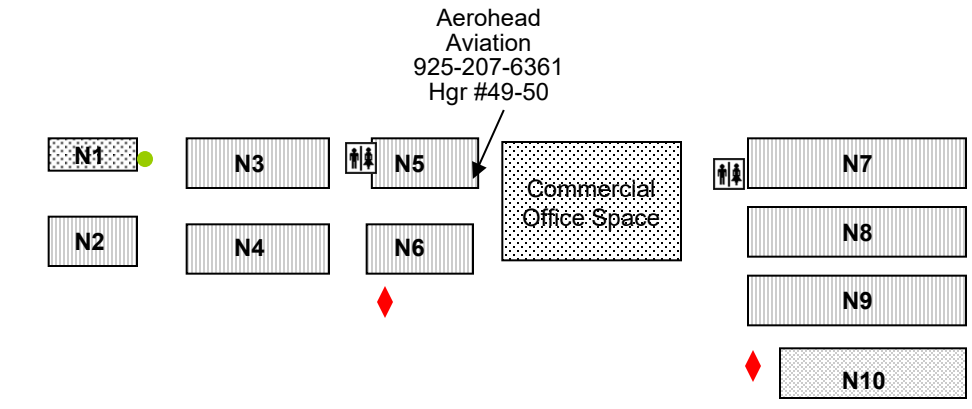 Aerohead
Aviation
925-207-6361
Hgr #49-50
N1
N3
N5
N7
Commercial
Office Space
N2
N4
N6
N8
N9
N10